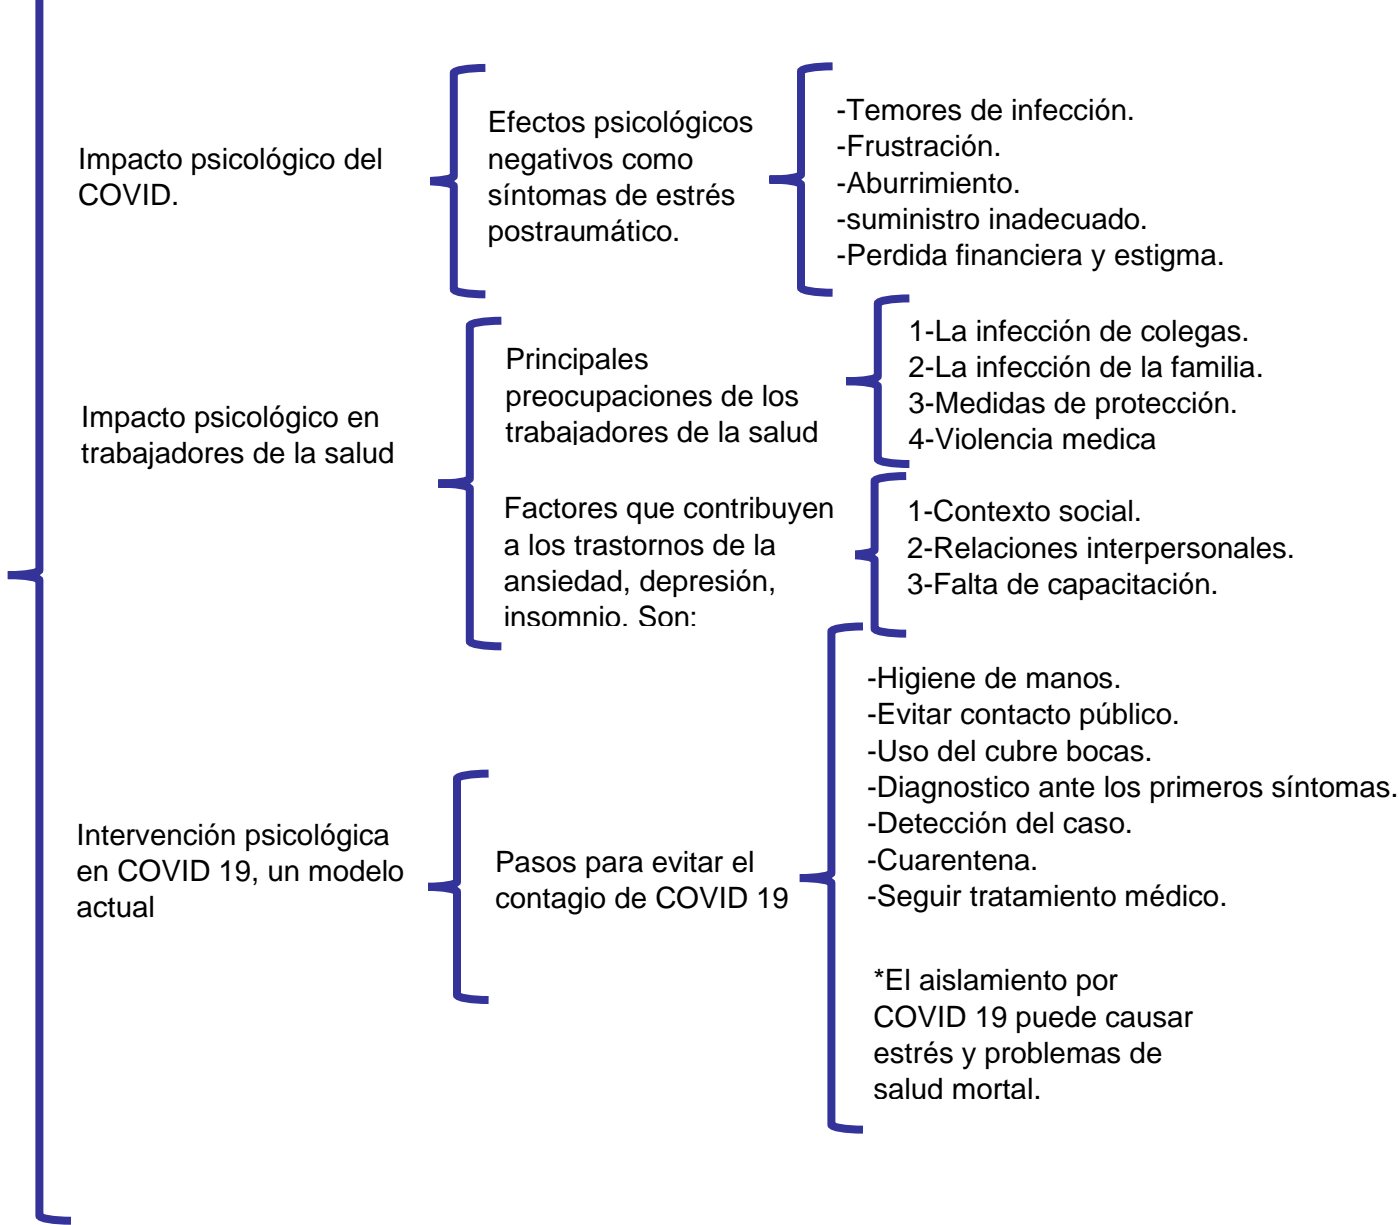 Impacto psicológico del
COVID.
Efectos psicológicos
negativos como
síntomas de estrés
postraumático.
-Temores de infección.
-Frustración.
-Aburrimiento.
-suministro inadecuado.
-Perdida financiera y estigma.
Impacto psicológico en
trabajadores de la salud
Principales
preocupaciones de los
trabajadores de la salud
1-La infección de colegas.
2-La infección de la familia.
3-Medidas de protección.
4-Violencia medica
Factores que contribuyen
a los trastornos de la
ansiedad, depresión,
insomnio. Son:
1-Contexto social.
2-Relaciones interpersonales.
3-Falta de capacitación.
Intervención psicológica
en COVID 19, un modelo
actual
Pasos para evitar el
contagio de COVID 19
-Higiene de manos.
-Evitar contacto público.
-Uso del cubre bocas.
-Diagnostico ante los primeros síntomas.
-Detección del caso.
-Cuarentena.
-Seguir tratamiento médico.
*El aislamiento por
COVID 19 puede causar
estrés y problemas de
salud mortal.